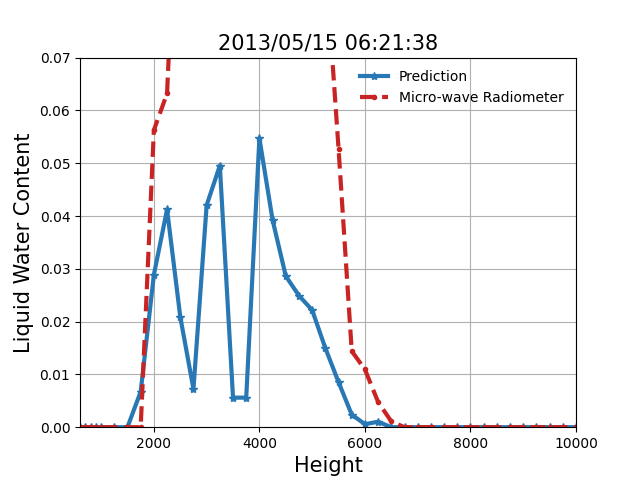 2013/05/15 06:21:38
Liquid Water Content
0.07
0.06
0.05
0.04
0.03
0.02
0.01
0.00
Prediction
Micro-wave Radiometer
2000 4000 6000 8000 10000
Height